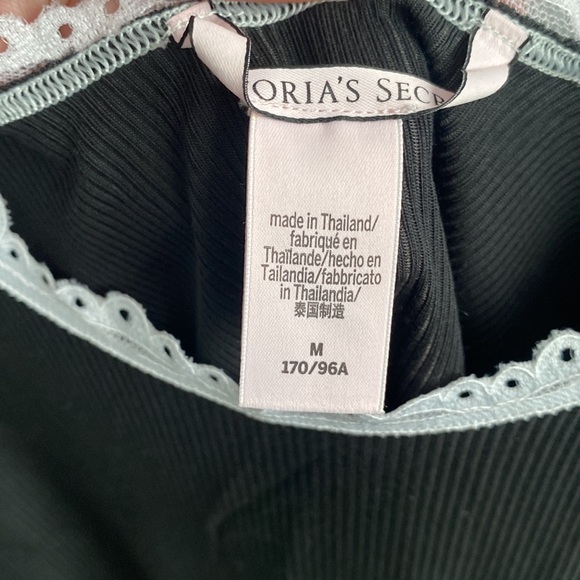 ORIA'S SEC
made in Thailand/
fabriqué en
Thaïlande/hecho en
Tailandia/fabbricato
in Thailandia/
泰国制造
M
170/96A